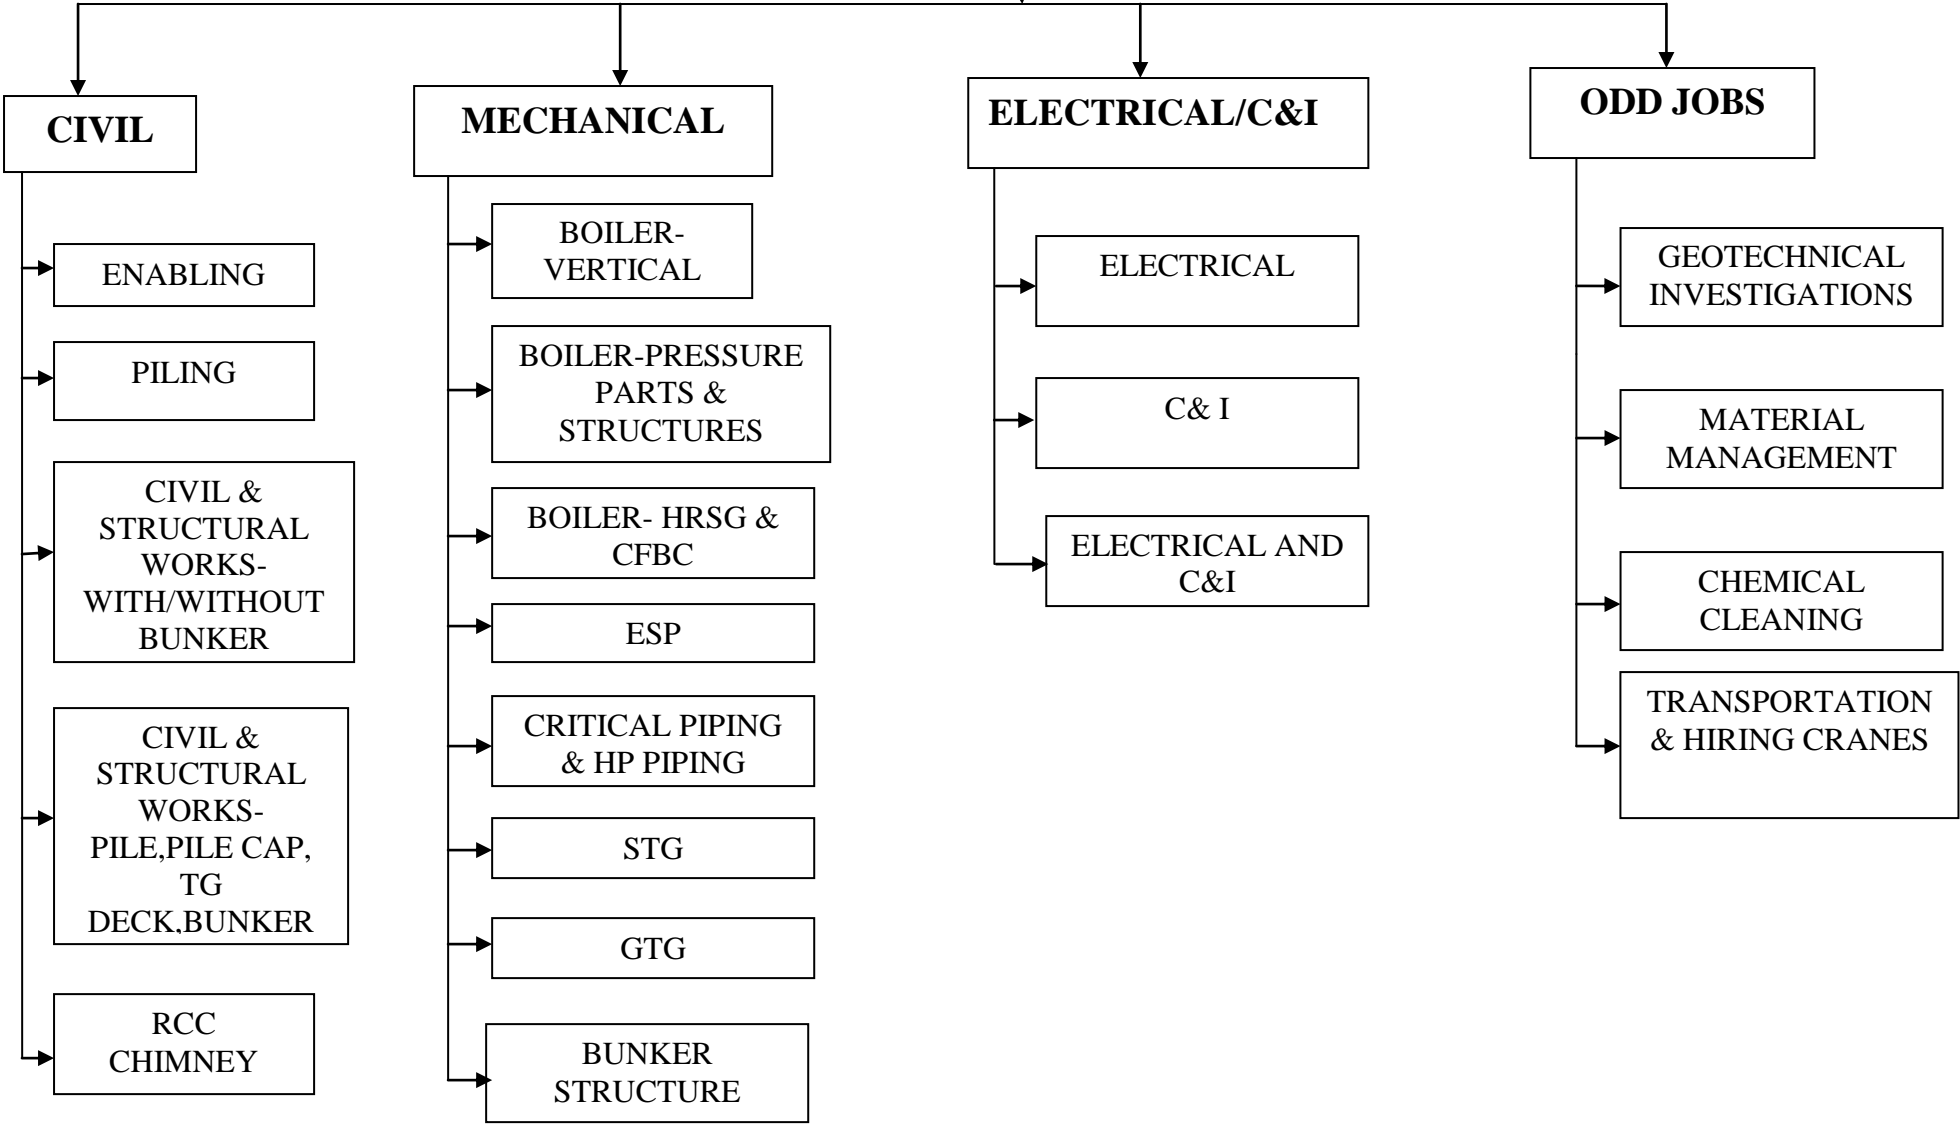 CIVIL
ENABLING
PILING
CIVIL &
STRUCTURAL
WORKS-
WITH/WITHOUT
BUNKER
CIVIL &
STRUCTURAL
WORKS-
PILE,PILE CAP,
TG
DECK,BUNKER
RCC
CHIMNEY
MECHANICAL
BOILER-
VERTICAL
BOILER-PRESSURE
PARTS &
STRUCTURES
BOILER- HRSG &
CFBC
ESP
CRITICAL PIPING
& HP PIPING
STG
GTG
BUNKER
STRUCTURE
ELECTRICAL/C&I
ELECTRICAL
C& I
ELECTRICAL AND
C&I
ODD JOBS
GEOTECHNICAL
INVESTIGATIONS
MATERIAL
MANAGEMENT
CHEMICAL
CLEANING
TRANSPORTATION
& HIRING CRANES